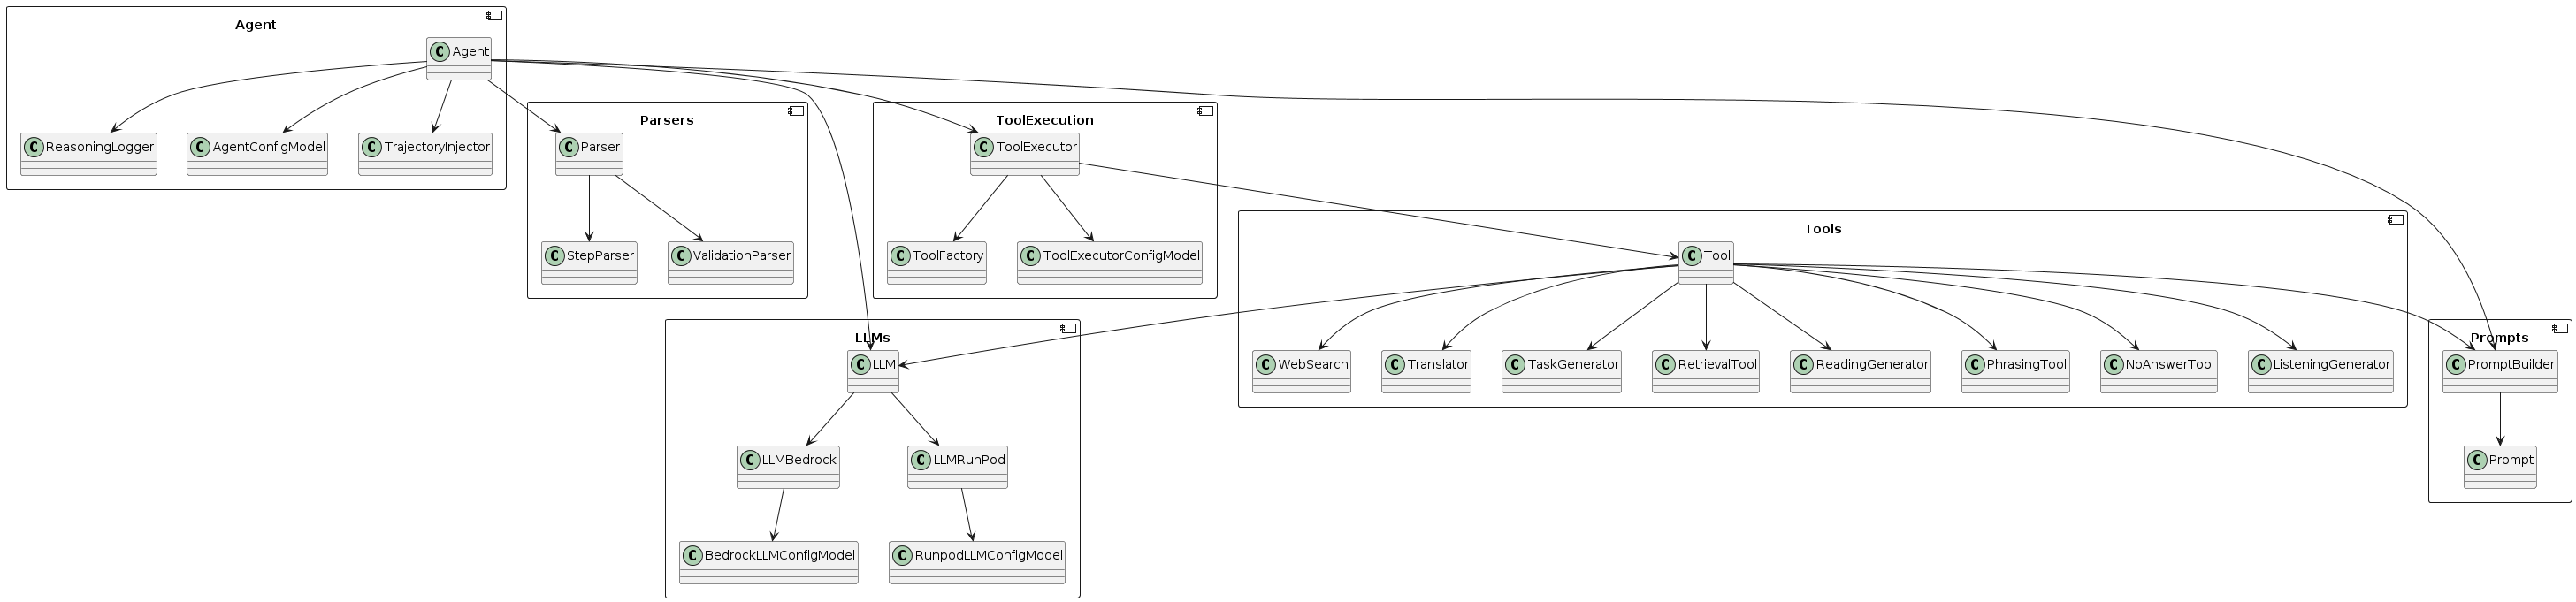 Agent
C Agent
C ReasoningLogger
C AgentConfigModel
C TrajectoryInjector
Parsers
C Parser
C StepParser
C ValidationParser
ToolExecution
C ToolExecutor
C ToolFactory
C ToolExecutorConfigModel
Tools
C Tool
C WebSearch
C Translator
C TaskGenerator
C RetrievalTool
C ReadingGenerator
C PhrasingTool
C NoAnswerTool
C ListeningGenerator
LLMs
C LLM
C LLMBedrock
C LLMRunPod
C BedrockLLMConfigModel
C RunpodLLMConfigModel
Prompts
C PromptBuilder
C Prompt